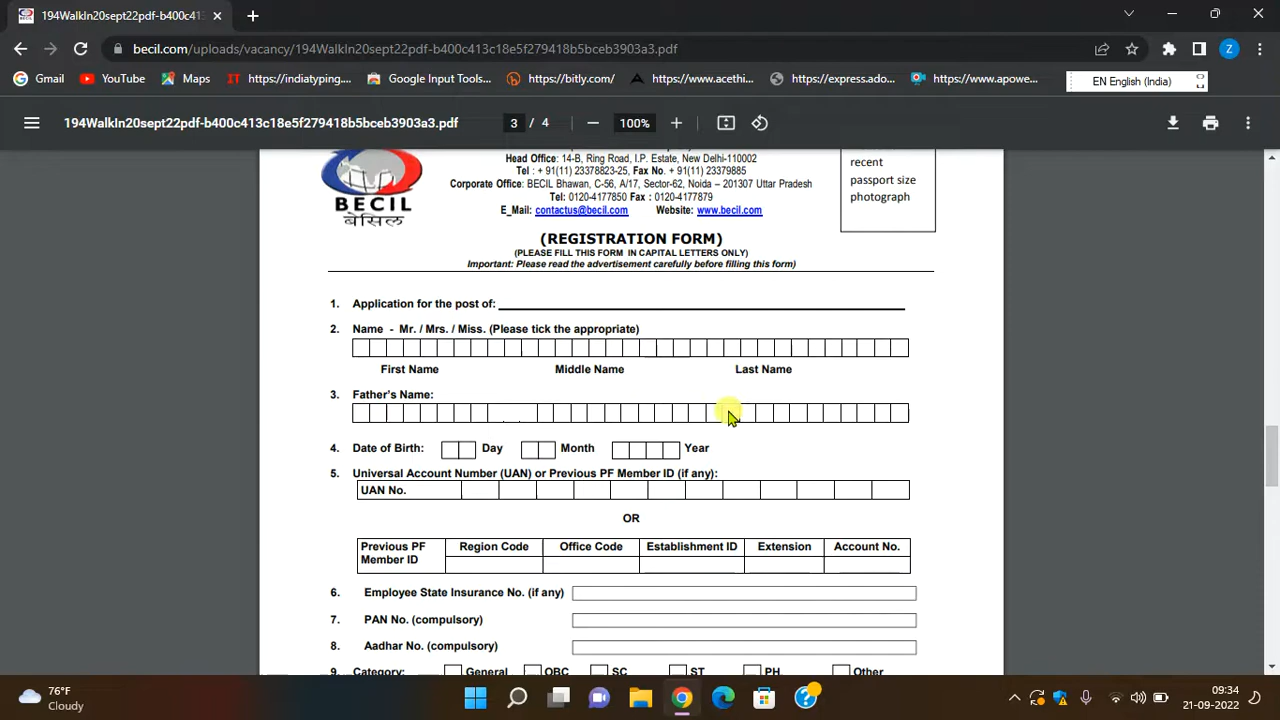 194WalkIn20sept22pdf-b400c413c
becil.com/uploads/vacancy/194WalkIn20sept22pdf-b400c413c18e5f279418b5bceb3903a3.pdf
Z
Gmail YouTube Maps IT https://indiatyping.... Google Input Tools... https://bitly.com/ https://www.acethi... https://express.ado... https://www.apowe... EN English (India)
194WalkIn20sept22pdf-b400c413c18e5f279418b5bceb3903a3.pdf 3 / 4 100%
Head Office: 14-B, Ring Road, I.P. Estate, New Delhi-110002
Tel : + 91(11) 23378823-25, Fax No. + 91(11) 23379885
Corporate Office: BECIL Bhawan, C-56, A/17, Sector-62, Noida – 201307 Uttar Pradesh
Tel: 0120-4177850 Fax : 0120-4177879
E_Mail: contactus@becil.com Website: www.becil.com
BECIL
बेसिल
recent
passport size
photograph
(REGISTRATION FORM)
(PLEASE FILL THIS FORM IN CAPITAL LETTERS ONLY)
Important: Please read the advertisement carefully before filling this form)
1. Application for the post of:
2. Name - Mr. / Mrs. / Miss. (Please tick the appropriate)
First Name Middle Name Last Name
3. Father's Name:
4. Date of Birth: Day Month Year
5. Universal Account Number (UAN) or Previous PF Member ID (if any):
UAN No.
OR
Previous PF Member ID Region Code Office Code Establishment ID Extension Account No.
6. Employee State Insurance No. (if any)
7. PAN No. (compulsory)
8. Aadhar No. (compulsory)
9. Category: General OBC SC ST PH Other
76°F
Cloudy
09:34
21-09-2022